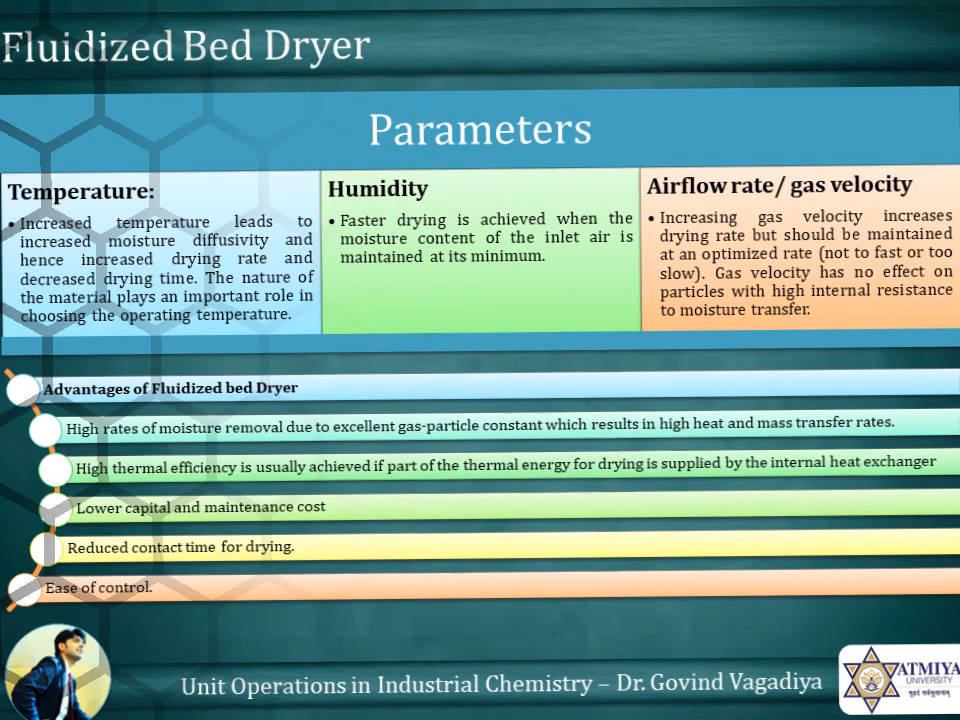 Fluidized Bed Dryer
Parameters
Temperature:
• Increased temperature leads to
increased moisture diffusivity and
hence increased drying rate and
decreased drying time. The nature of
the material plays an important role in
choosing the operating temperature.
Humidity
• Faster drying is achieved when the
moisture content of the inlet air is
maintained at its minimum.
Airflow rate/ gas velocity
• Increasing gas velocity increases
drying rate but should be maintained
at an optimized rate (not to fast or too
slow). Gas velocity has no effect on
particles with high internal resistance
to moisture transfer.
Advantages of Fluidized bed Dryer
High rates of moisture removal due to excellent gas-particle constant which results in high heat and mass transfer rates.
High thermal efficiency is usually achieved if part of the thermal energy for drying is supplied by the internal heat exchanger
Lower capital and maintenance cost
Reduced contact time for drying.
Ease of control.
Unit Operations in Industrial Chemistry – Dr. Govind Vagadiya
ATMIYA
UNIVERSITY
सुहृदं सर्वभूतानाम्